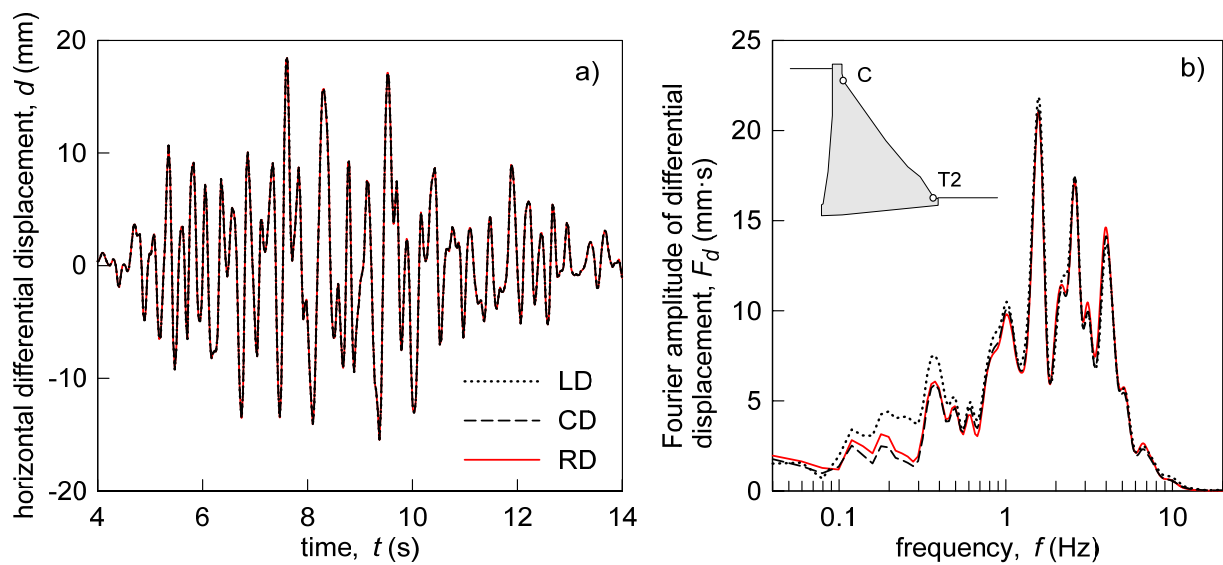 horizontal differential displacement, d (mm)
20
10
0
-10
-20
a)
LD
CD
RD
4
6
8
10
12
14
time, t (s)
Fourier amplitude of differential
displacement, F_d (mm·s)
25
20
15
10
5
0
b)
C
T2
0.1
1
10
frequency, f (Hz)